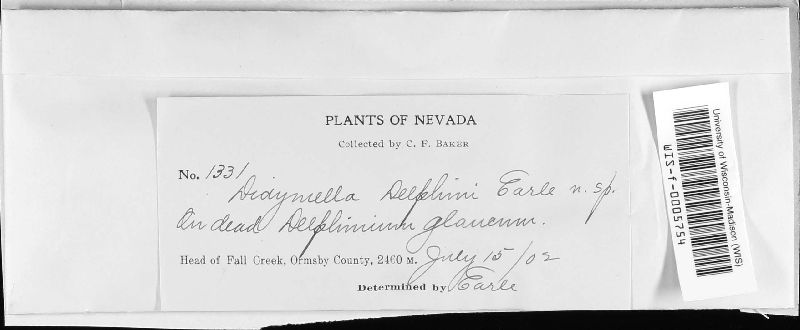 PLANTS OF NEVADA
Collected by C. F. BAKER
No. 1331
Didymella Delphini Earle n. sp.
On dead Delphinium glaucum.
Head of Fall Creek, Ormsby County, 2460 M. July 15/02
Determined by Earle
University of Wisconsin-Madison (WIS)
WIS-f-0005754